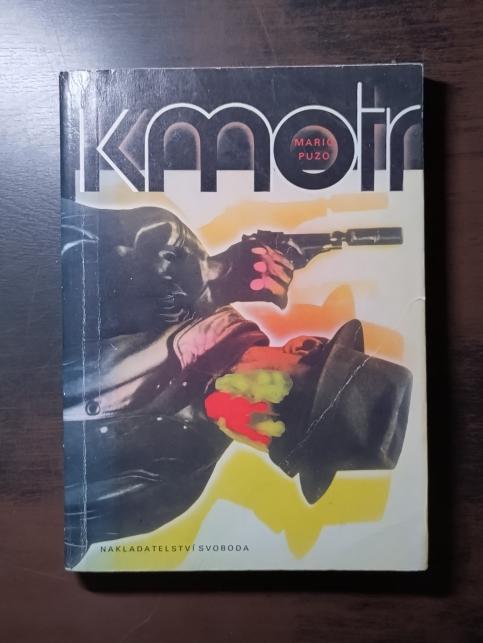 kmotr
MARIO
PUZO
NAKLADATELSTVÍ SVOBODA